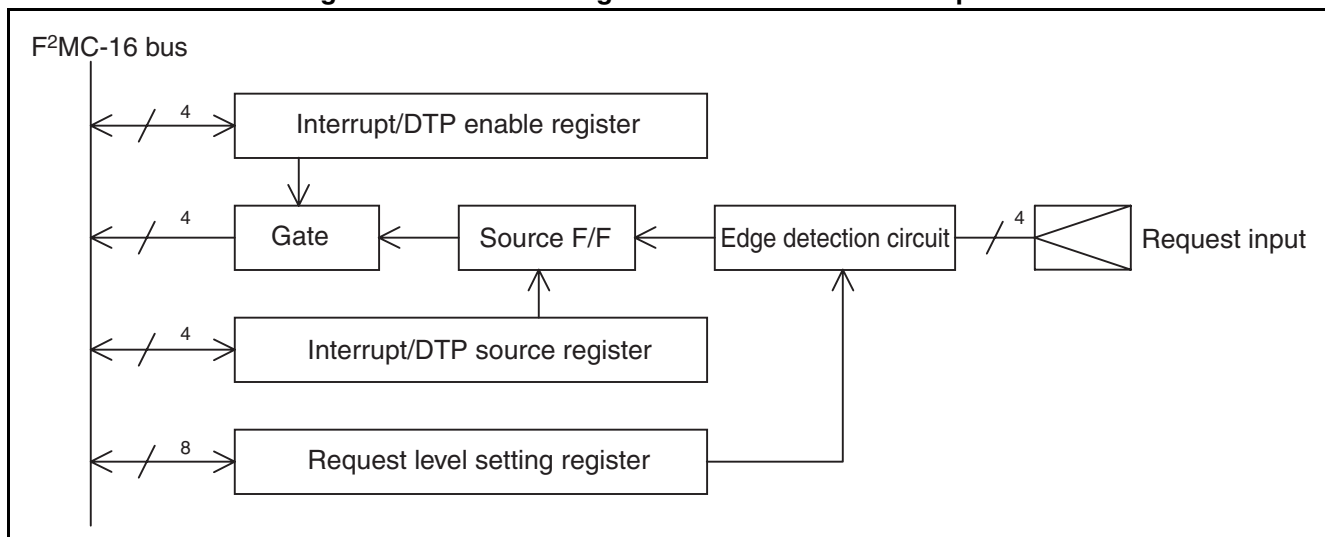 F²MC-16 bus
4
Interrupt/DTP enable register
4
Gate
Source F/F
Edge detection circuit
4
Request input
4
Interrupt/DTP source register
8
Request level setting register